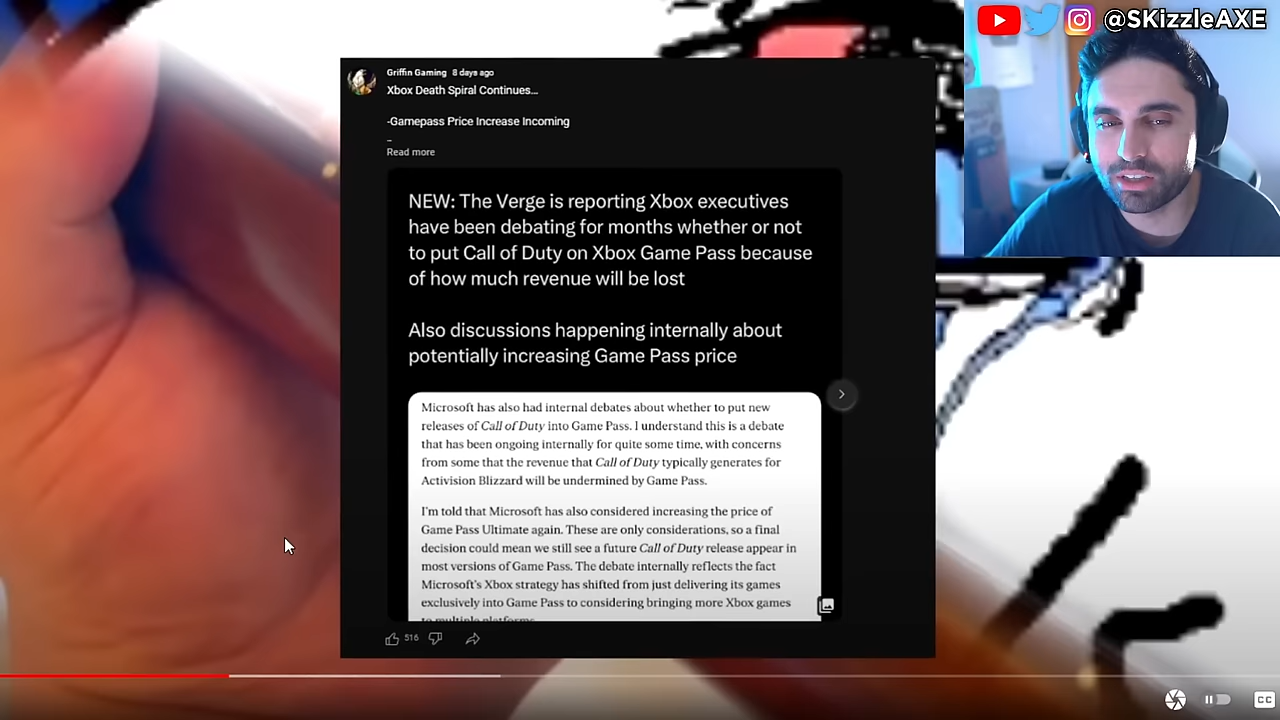 @SKizzleAXE
Griffin Gaming 8 days ago
Xbox Death Spiral Continues...
-Gamepass Price Increase Incoming
-
Read more
NEW: The Verge is reporting Xbox executives
have been debating for months whether or not
to put Call of Duty on Xbox Game Pass because
of how much revenue will be lost
Also discussions happening internally about
potentially increasing Game Pass price
Microsoft has also had internal debates about whether to put new
releases of Call of Duty into Game Pass. I understand this is a debate
that has been ongoing internally for quite some time, with concerns
from some that the revenue that Call of Duty typically generates for
Activision Blizzard will be undermined by Game Pass.
I'm told that Microsoft has also considered increasing the price of
Game Pass Ultimate again. These are only considerations, so a final
decision could mean we still see a future Call of Duty release appear in
most versions of Game Pass. The debate internally reflects the fact
Microsoft's Xbox strategy has shifted from just delivering its games
exclusively into Game Pass to considering bringing more Xbox games
to multiple platforms.
516
CC